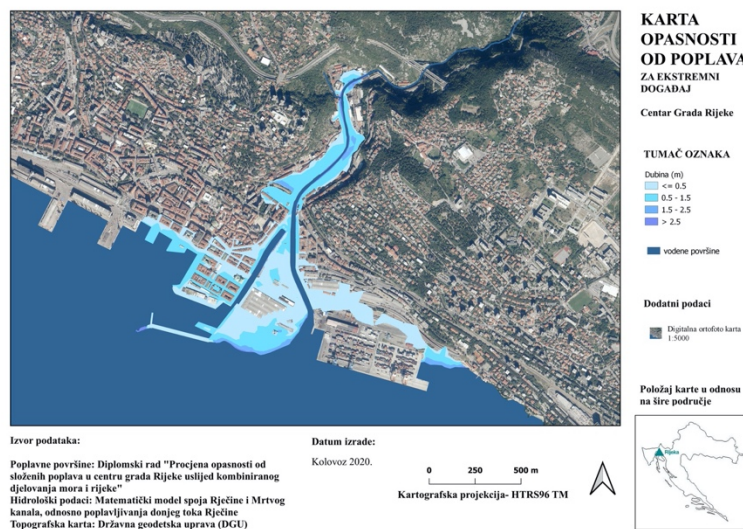 KARTA
OPASNOSTI
OD POPLAVA
ZA EKSTREMNI
DOGAĐAJ
Centar Grada Rijeke
TUMAČ OZNAKA
Dubina (m)
<= 0.5
0.5 - 1.5
1.5 - 2.5
> 2.5
vodene površine
Dodatni podaci
Digitalna ortofoto karta
1:5000
Položaj karte u odnosu
na šire područje
Rijeka
Izvor podataka:
Poplavne površine: Diplomski rad "Procjena opasnosti od
složenih poplava u centru grada Rijeke uslijed kombiniranog
djelovanja mora i rijeke"
Hidrološki podaci: Matematički model spoja Rječine i Mrtvog
kanala, odnosno poplavljivanja donjeg toka Rječine
Topografska karta: Državna geodetska uprava (DGU)
Datum izrade:
Kolovoz 2020.
0 250 500 m
Kartografska projekcija- HTRS96 TM